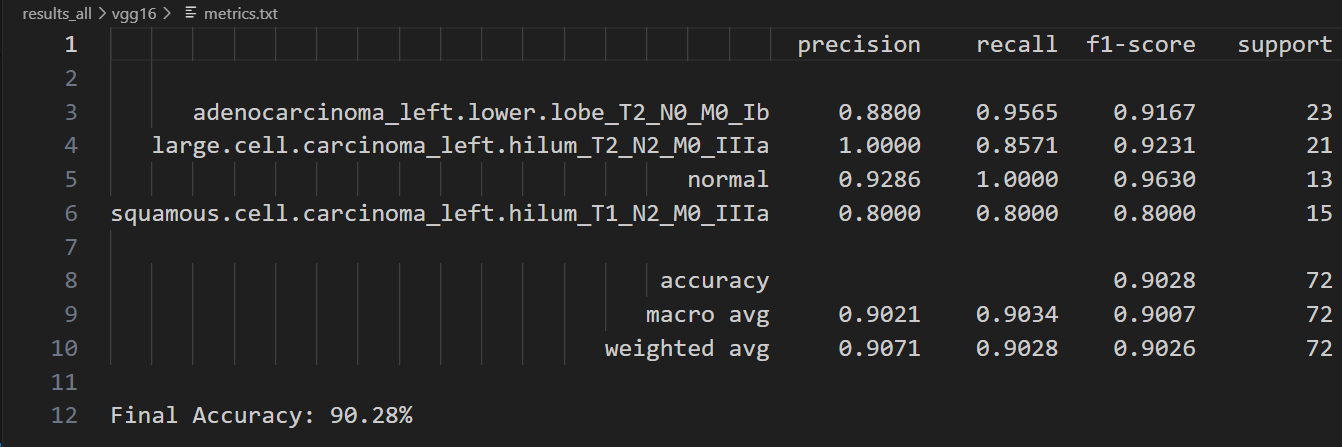 results_all > vgg16 > metrics.txt
1 precision recall f1-score support
2
3 adenocarcinoma_left.lower.lobe_T2_N0_M0_Ib 0.8800 0.9565 0.9167 23
4 large.cell.carcinoma_left.hilum_T2_N2_M0_IIIa 1.0000 0.8571 0.9231 21
5 normal 0.9286 1.0000 0.9630 13
6 squamous.cell.carcinoma_left.hilum_T1_N2_M0_IIIa 0.8000 0.8000 0.8000 15
7
8 accuracy 0.9028 72
9 macro avg 0.9021 0.9034 0.9007 72
10 weighted avg 0.9071 0.9028 0.9026 72
11
12 Final Accuracy: 90.28%